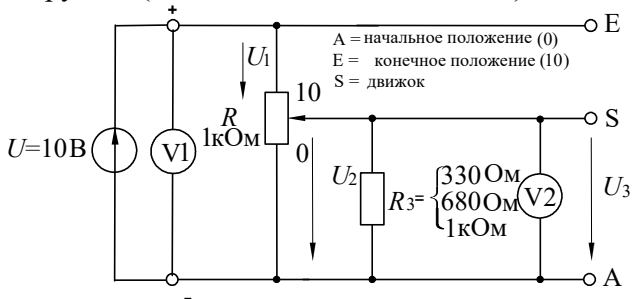 +
E
A = начальное положение (0)
E = конечное положение (10)
S = движок
U1
10
R
1кОм
0
S
U=10В
V1
U2
R3=
330 Ом
680 Ом
1кОм
V2
U3
A
-